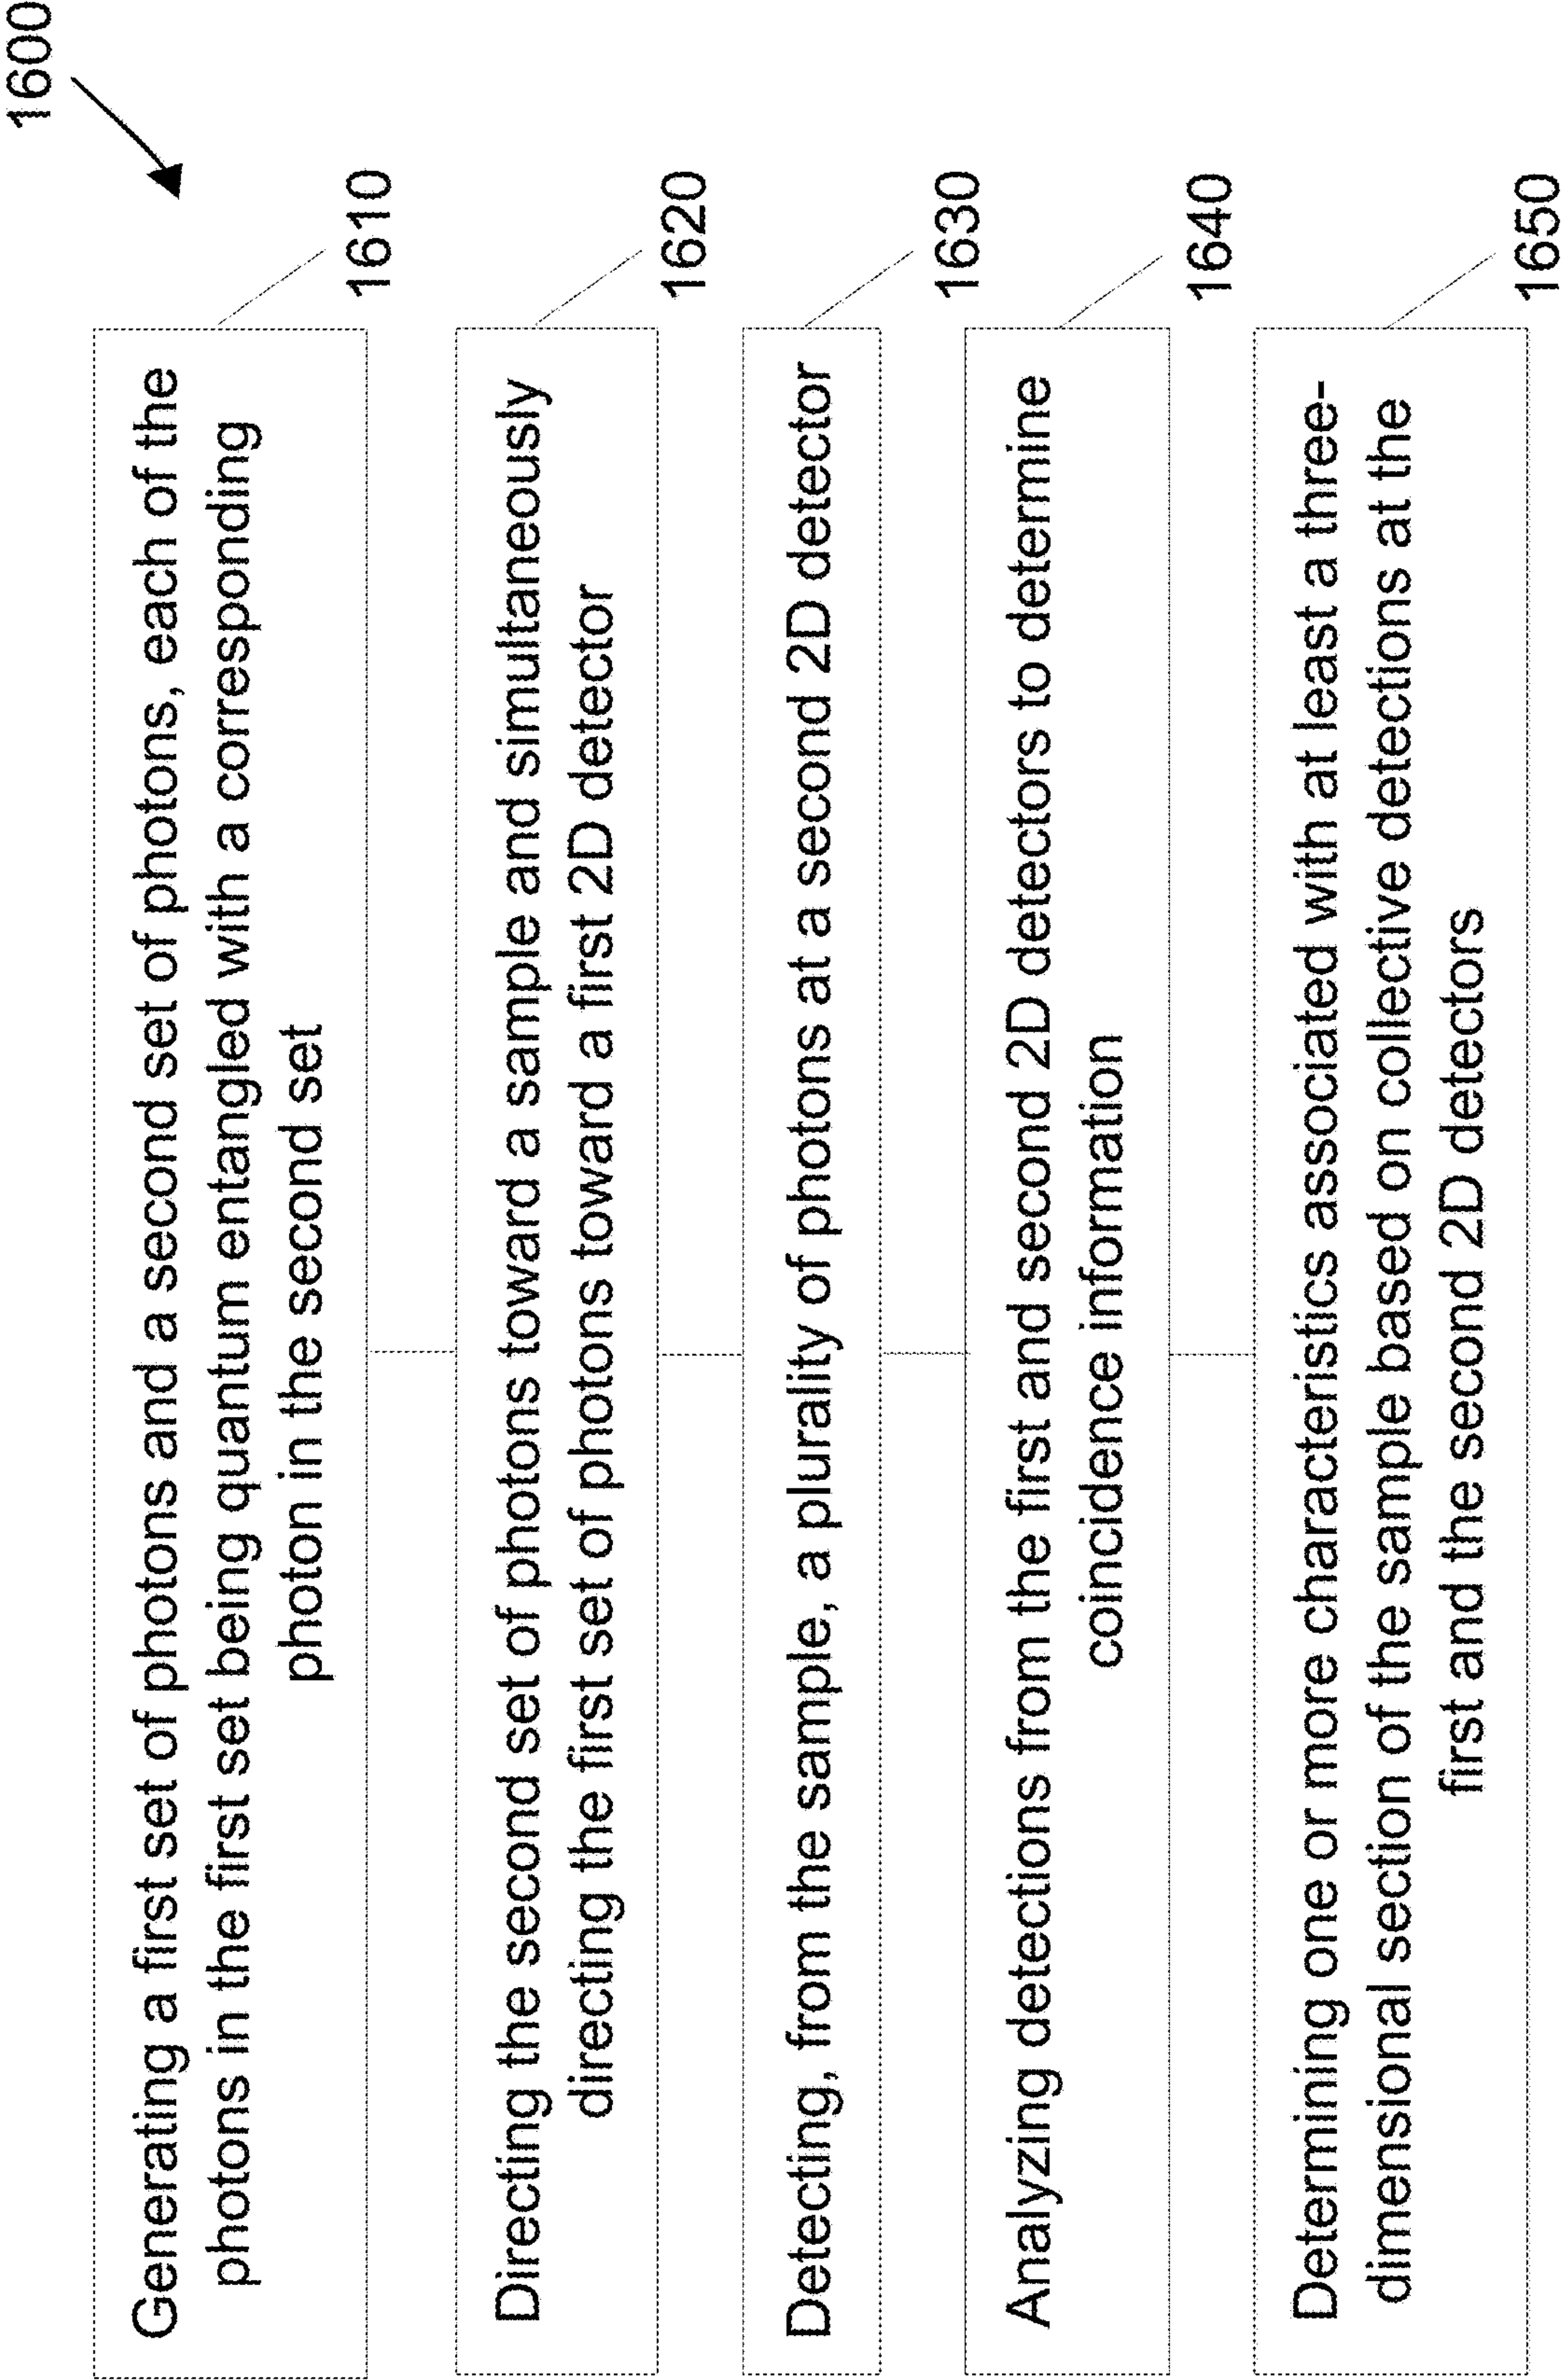 1600
Generating a first set of photons and a second set of photons, each of the
photons in the first set being quantum entangled with a corresponding
photon in the second set
1610
Directing the second set of photons toward a sample and simultaneously
directing the first set of photons toward a first 2D detector
1620
Detecting, from the sample, a plurality of photons at a second 2D detector
1630
Analyzing detections from the first and second 2D detectors to determine
coincidence information
1640
Determining one or more characteristics associated with at least a three-
dimensional section of the sample based on collective detections at the
first and the second 2D detectors
1650